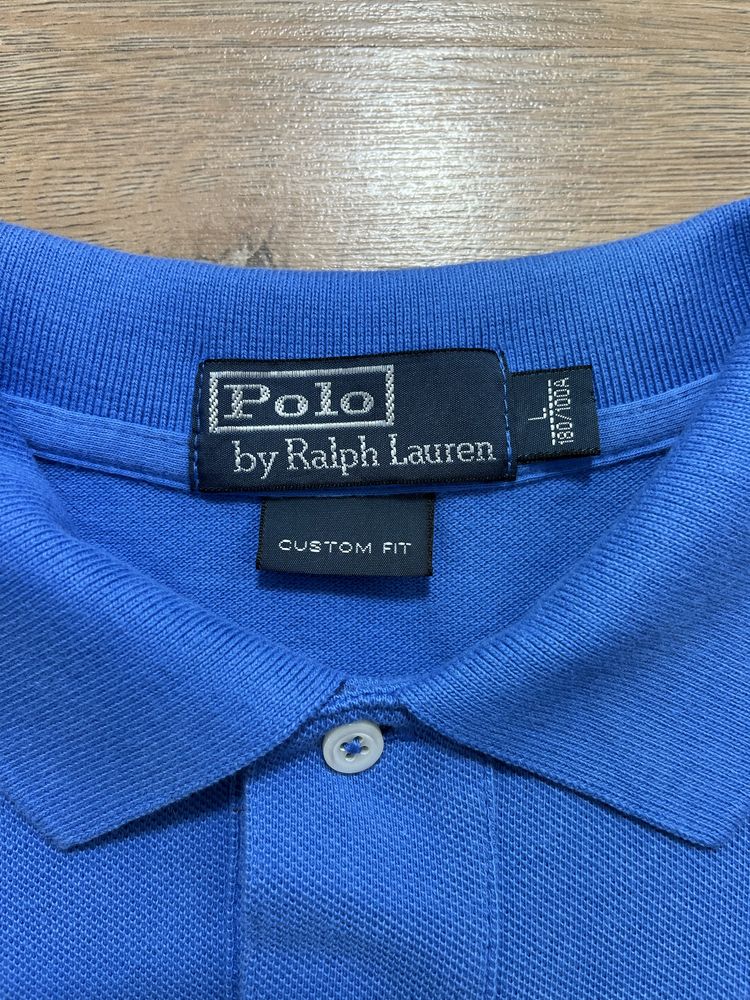 Polo
by Ralph Lauren
L
180/100A
CUSTOM FIT